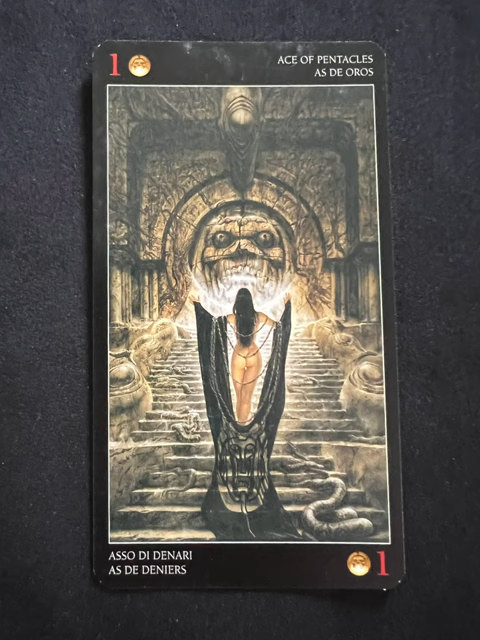 1
ACE OF PENTACLES
AS DE OROS
ASSO DI DENARI
AS DE DENIERS
1